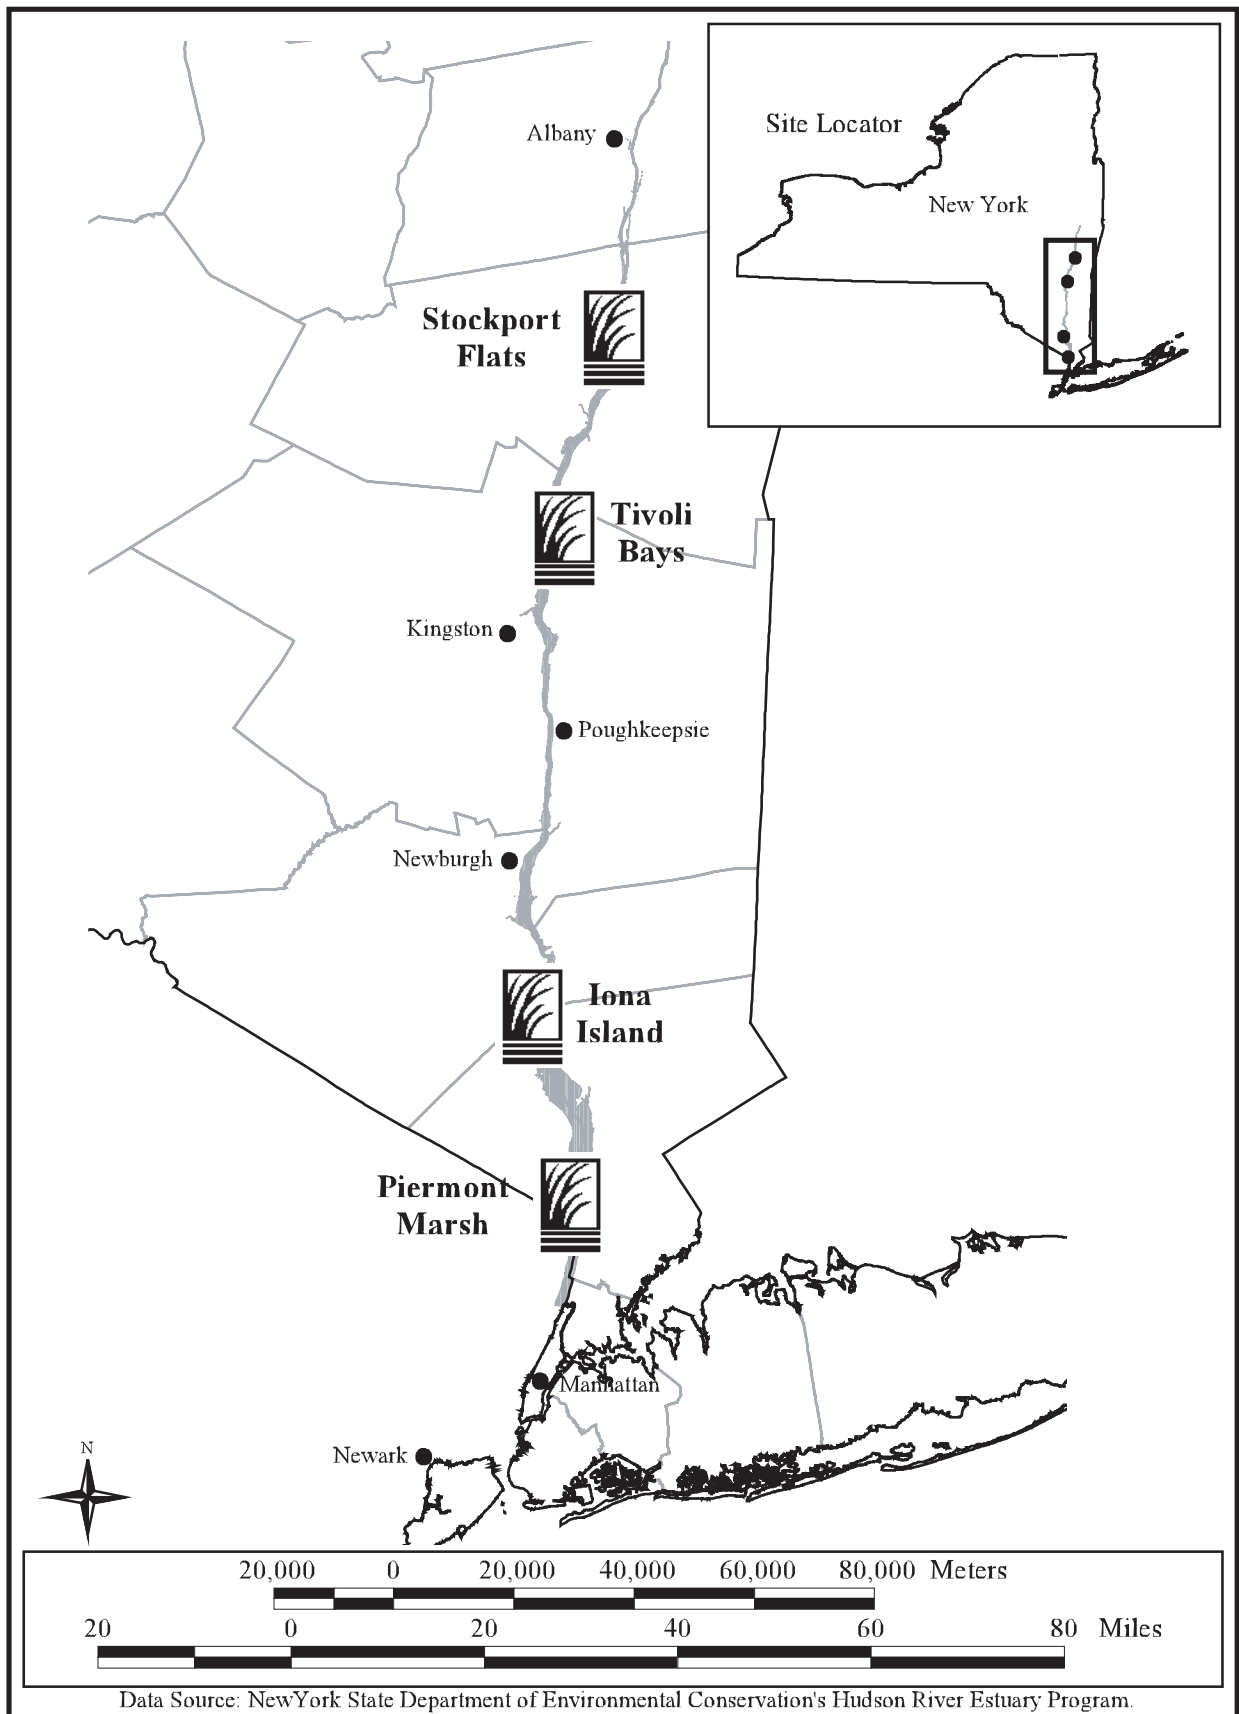 Albany
Site Locator
New York
Stockport
Flats
Tivoli
Bays
Kingston
Poughkeepsie
Newburgh
Iona
Island
Piermont
Marsh
Manhattan
Newark
N
20,000 0 20,000 40,000 60,000 80,000 Meters
20 0 20 40 60 80 Miles
Data Source: NewYork State Department of Environmental Conservation's Hudson River Estuary Program.